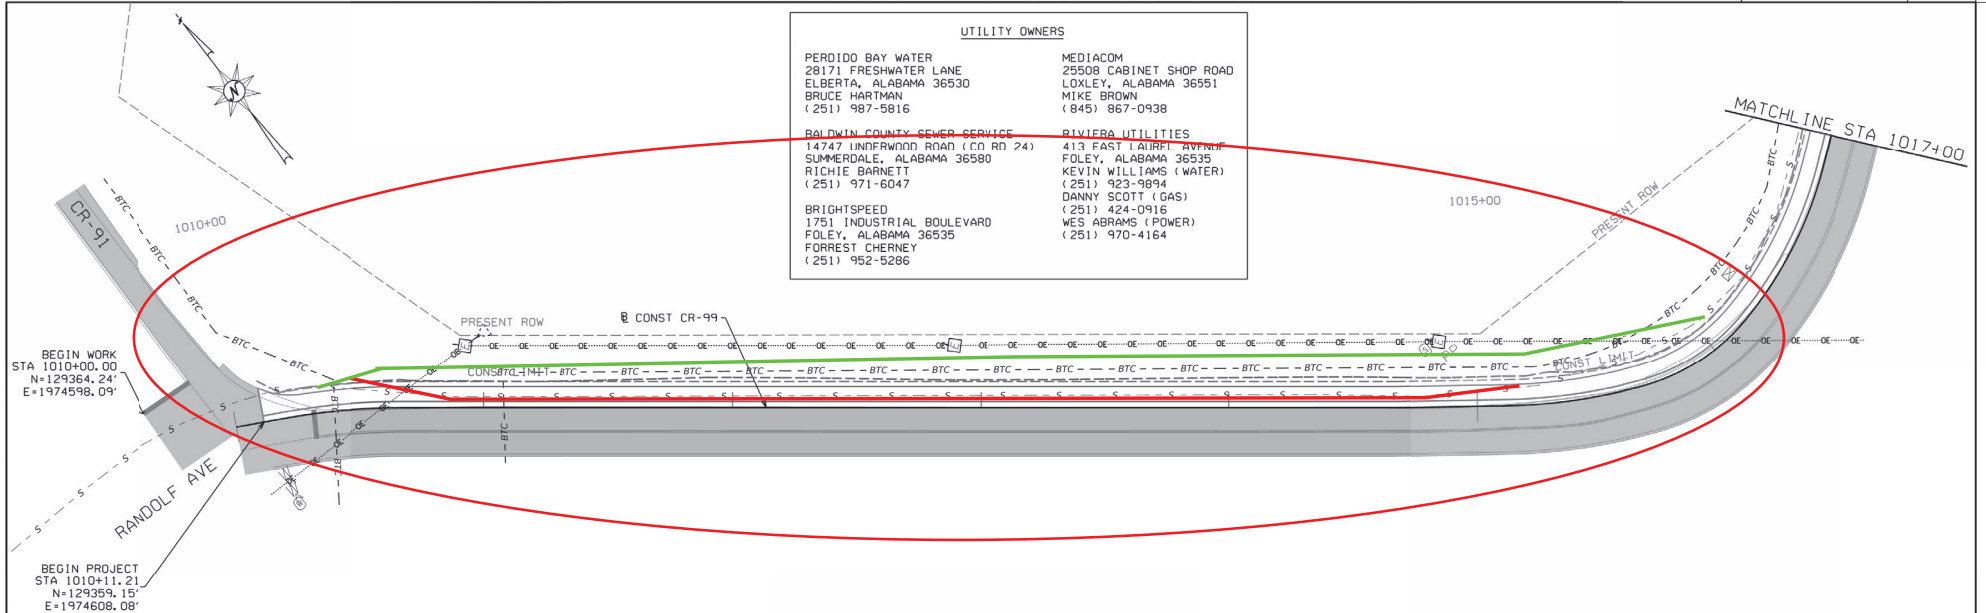 UTILITY OWNERS
PERDIDO BAY WATER
28171 FRESHWATER LANE
ELBERTA, ALABAMA 36530
BRUCE HARTMAN
(251) 987-5816
BALDWIN COUNTY SEWER SERVICE
14747 UNDERWOOD ROAD (CO RD 24)
SUMMERDALE, ALABAMA 36580
RICHIE BARNETT
(251) 971-6047
BRIGHTSPEED
1751 INDUSTRIAL BOULEVARD
FOLEY, ALABAMA 36535
FORREST CHERNEY
(251) 952-5286
MEDIACOM
25508 CABINET SHOP ROAD
LOXLEY, ALABAMA 36551
MIKE BROWN
(845) 867-0938
RIVIERA UTILITIES
413 EAST LAUREL AVENUE
FOLEY, ALABAMA 36535
KEVIN WILLIAMS (WATER)
(251) 923-9894
DANNY SCOTT (GAS)
(251) 424-0916
WES ABRAMS (POWER)
(251) 970-4164
N
MATCHLINE STA 1017+00
CR-91
1010+00
1015+00
PRESENT ROW
PRESENT ROW
CONST CR-99
CONST LIMIT
CONST LIMIT
BTC
OE
S
BEGIN WORK
STA 1010+00.00
N=129364.24'
E=1974598.09'
RANDOLF AVE
BEGIN PROJECT
STA 1010+11.21
N=129359.15'
E=1974608.08'